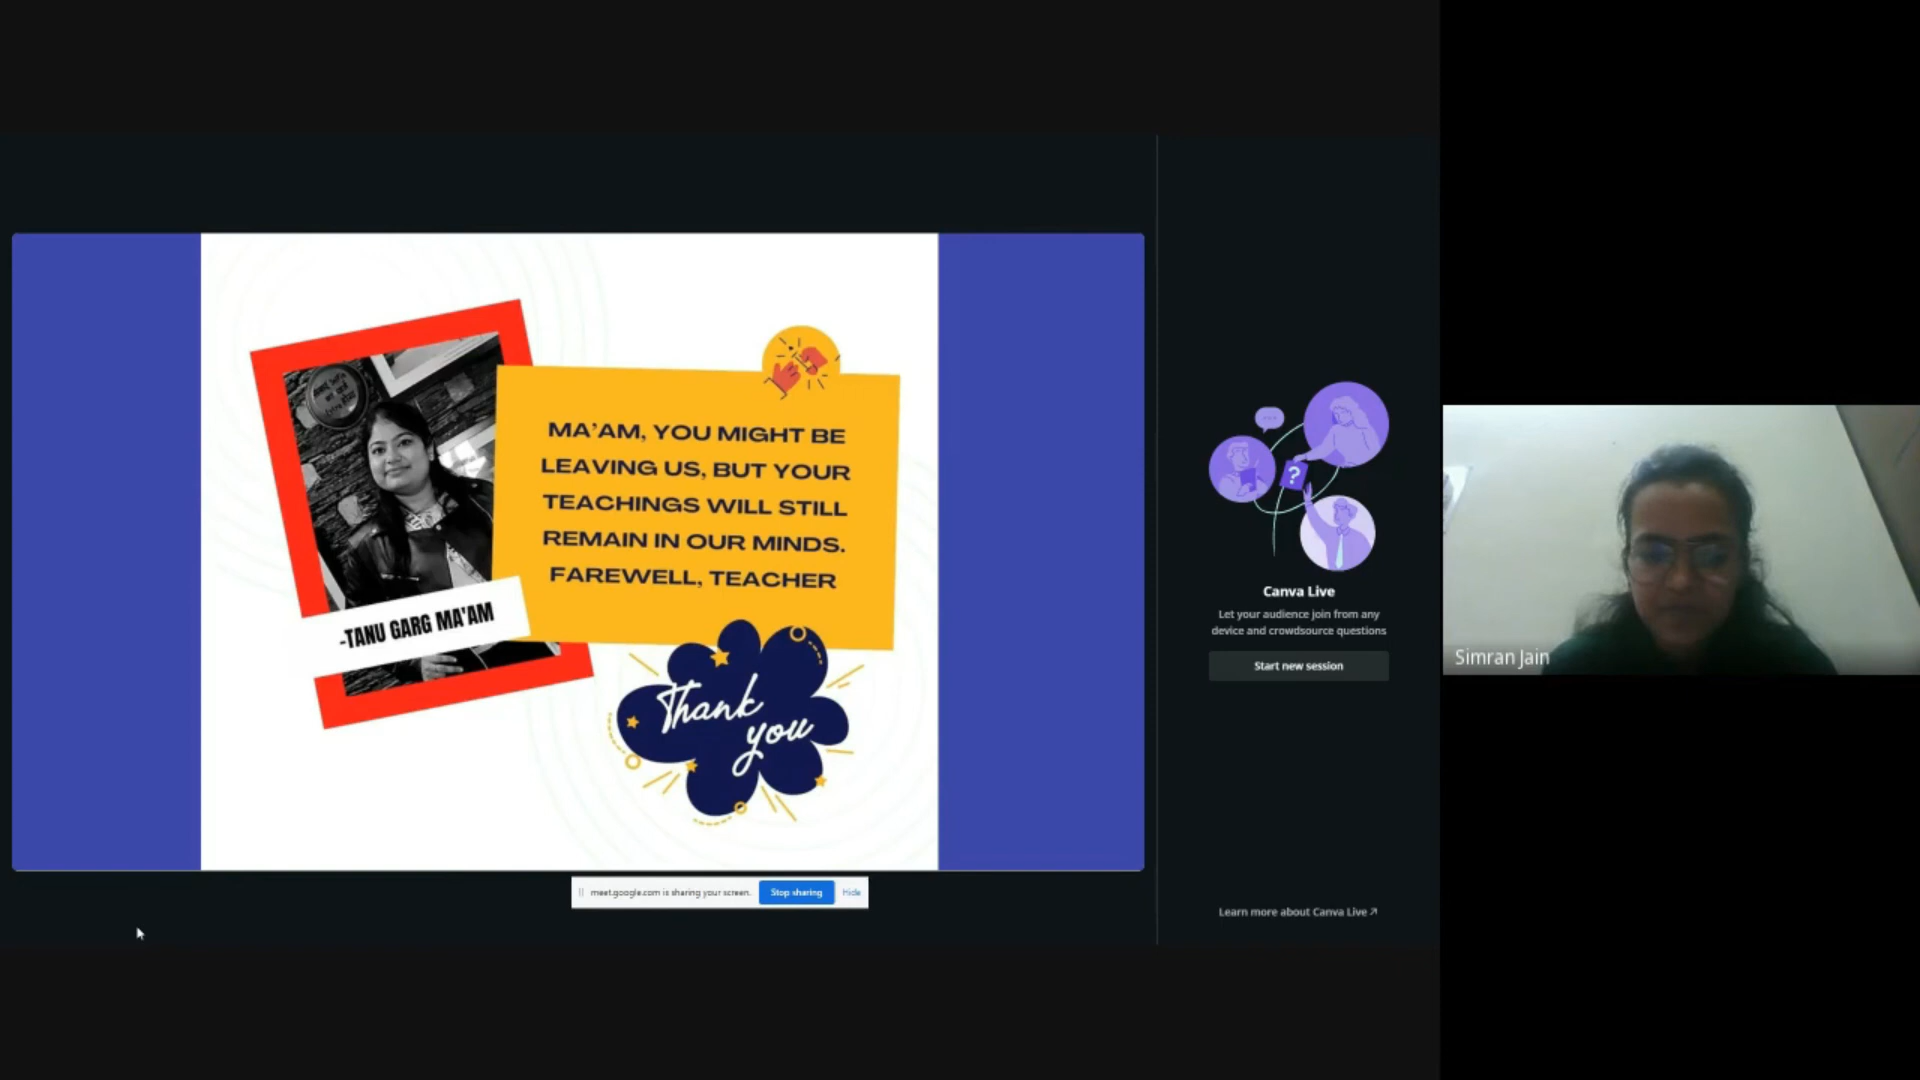 MA'AM, YOU MIGHT BE
LEAVING US, BUT YOUR
TEACHINGS WILL STILL
REMAIN IN OUR MINDS.
FAREWELL, TEACHER
-TANU GARG MA'AM
Thank
you
meet.google.com is sharing your screen.
Stop sharing
Hide
?
Canva Live
Let your audience join from any
device and crowdsource questions
Start new session
Learn more about Canva Live
Simran Jain